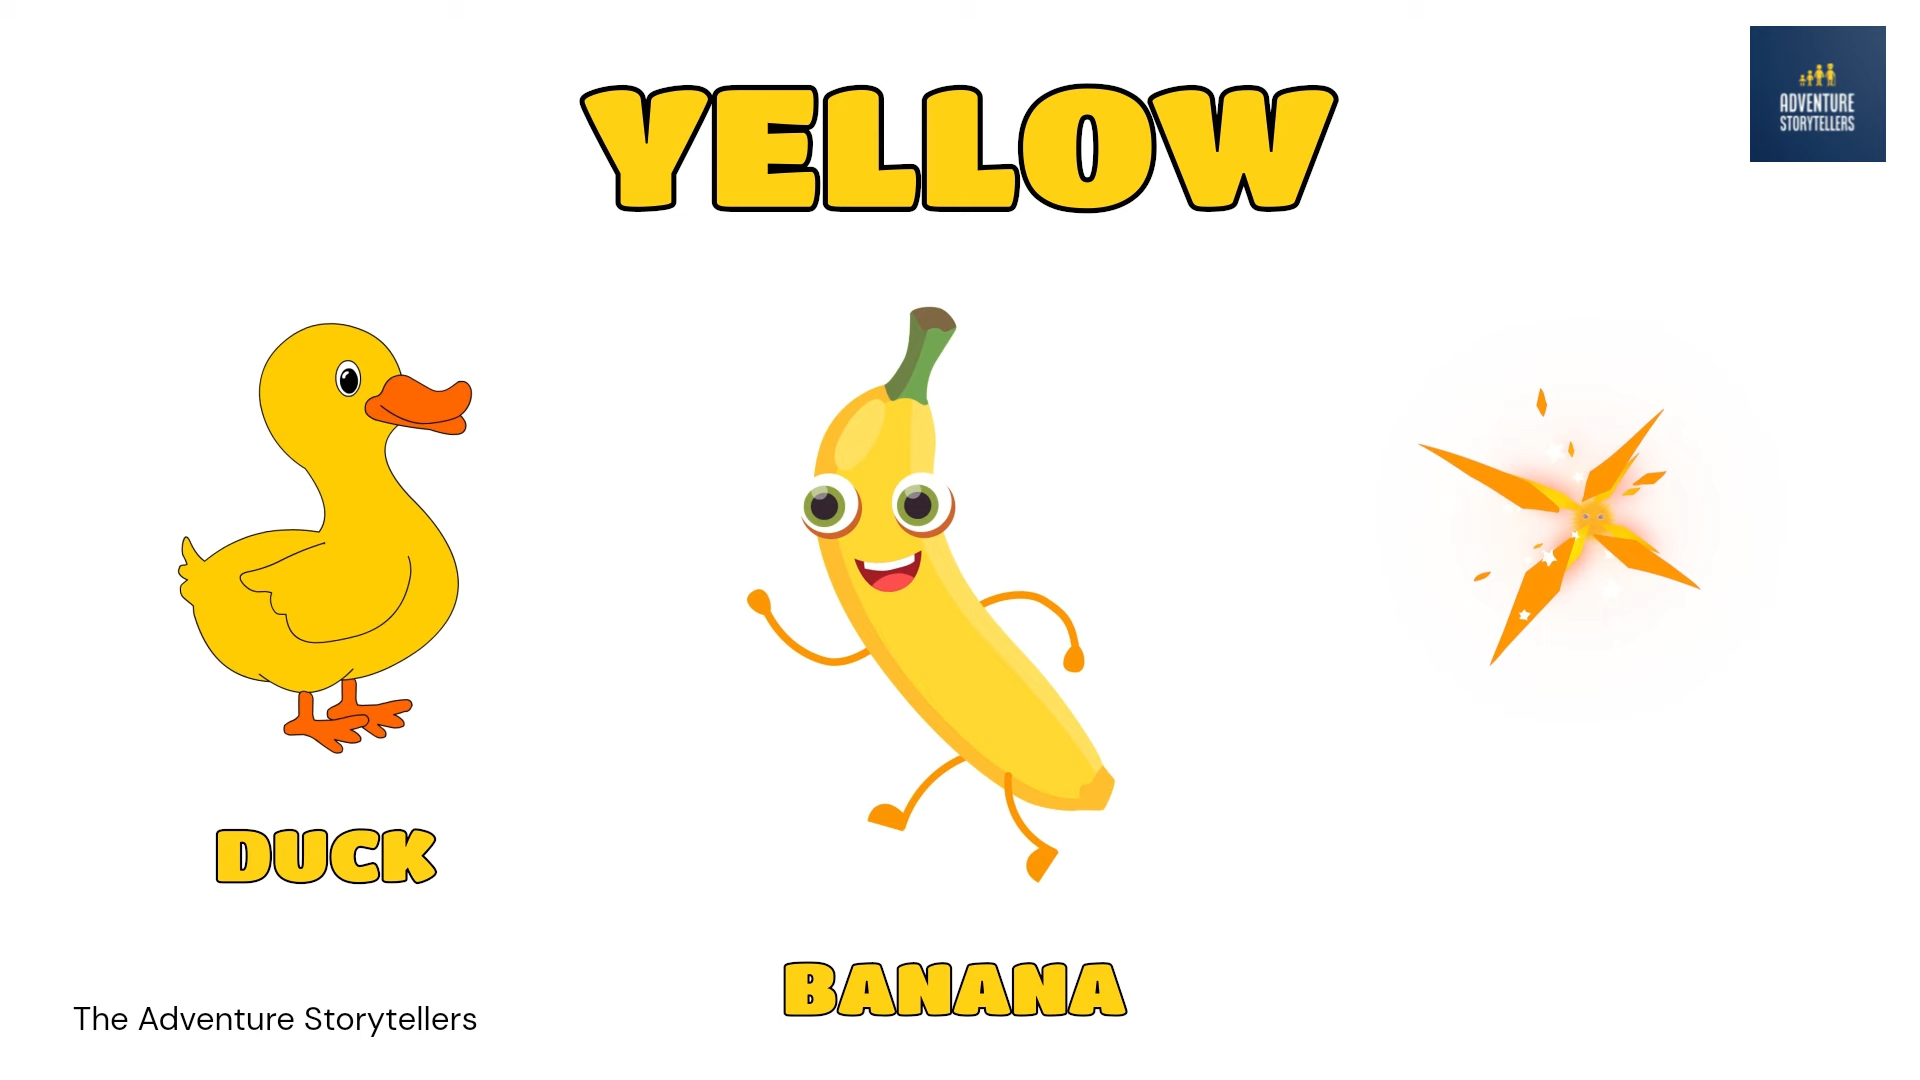 YELLOW
ADVENTURE
STORYTELLERS
DUCK
BANANA
The Adventure Storytellers